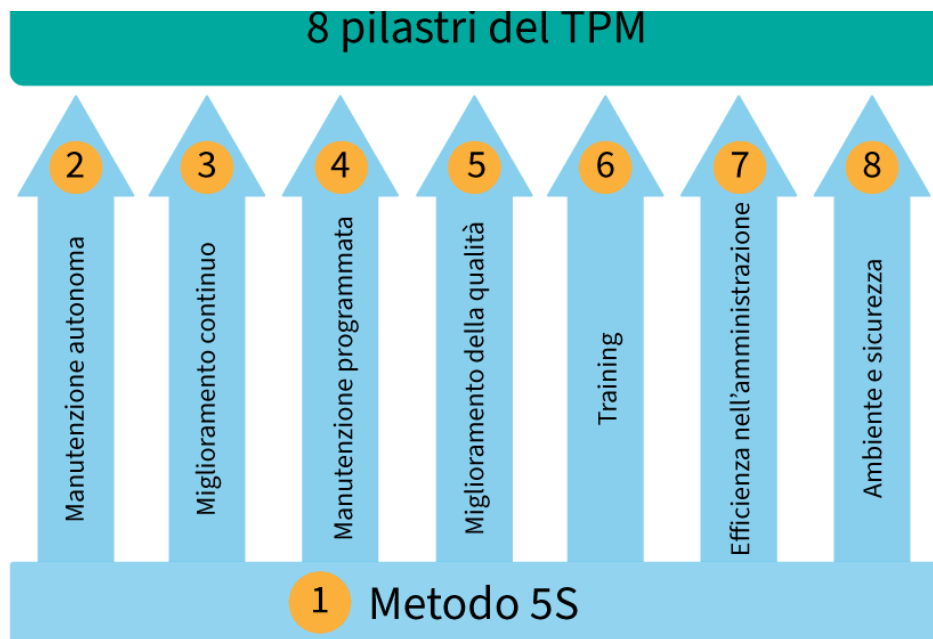 8 pilastri del TPM
2
Manutenzione autonoma
3
Miglioramento continuo
4
Manutenzione programmata
5
Miglioramento della qualità
6
Training
7
Efficienza nell'amministrazione
8
Ambiente e sicurezza
1 Metodo 5S